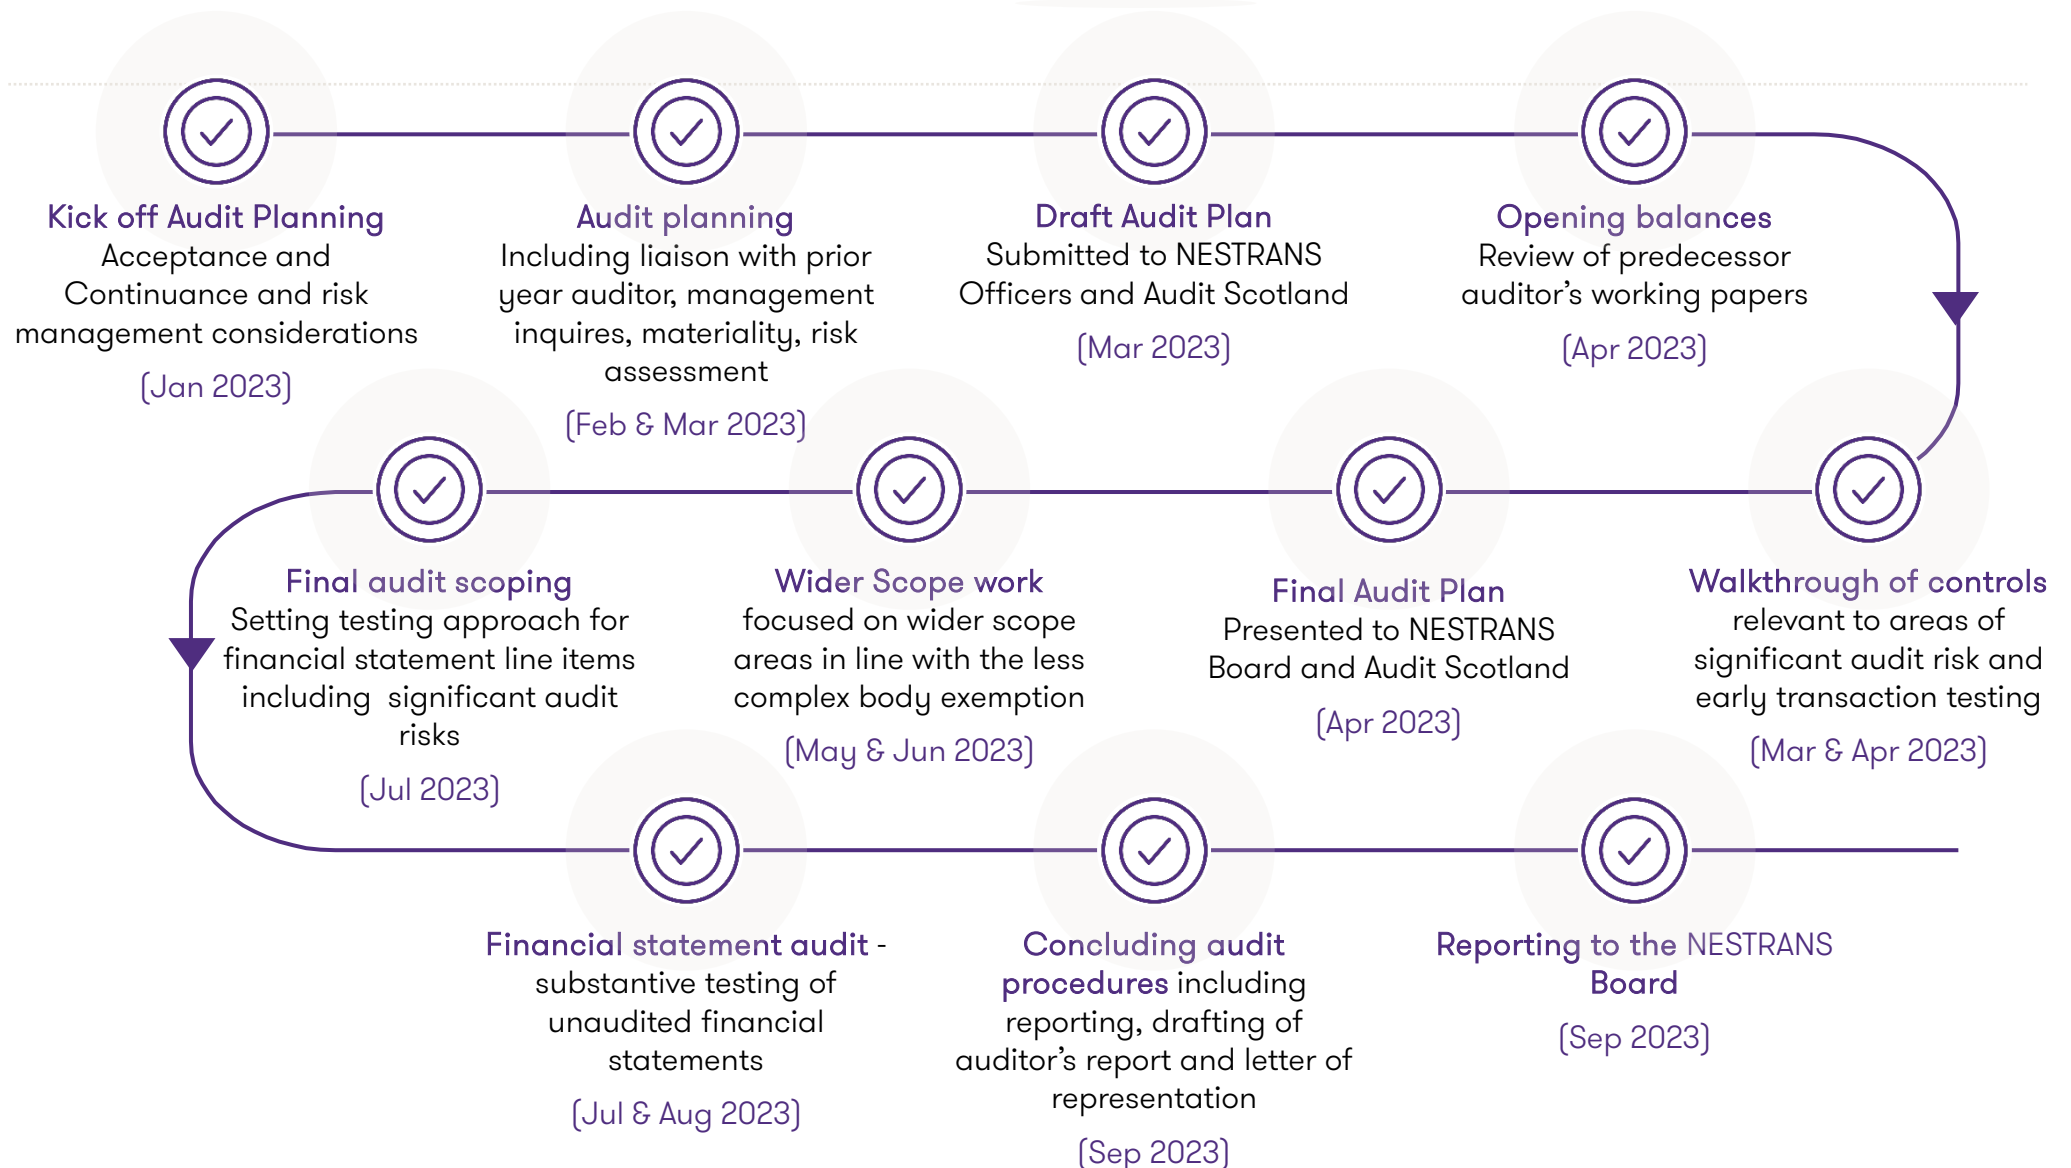 Kick off Audit Planning
Acceptance and
Continuance and risk
management considerations
(Jan 2023)
Audit planning
Including liaison with prior
year auditor, management
inquires, materiality, risk
assessment
(Feb & Mar 2023)
Draft Audit Plan
Submitted to NESTRANS
Officers and Audit Scotland
(Mar 2023)
Opening balances
Review of predecessor
auditor’s working papers
(Apr 2023)
Walkthrough of controls
relevant to areas of
significant audit risk and
early transaction testing
(Mar & Apr 2023)
Final Audit Plan
Presented to NESTRANS
Board and Audit Scotland
(Apr 2023)
Wider Scope work
focused on wider scope
areas in line with the less
complex body exemption
(May & Jun 2023)
Final audit scoping
Setting testing approach for
financial statement line items
including  significant audit
risks
(Jul 2023)
Financial statement audit -
substantive testing of
unaudited financial
statements
(Jul & Aug 2023)
Concluding audit
procedures including
reporting, drafting of
auditor’s report and letter of
representation
(Sep 2023)
Reporting to the NESTRANS
Board
(Sep 2023)